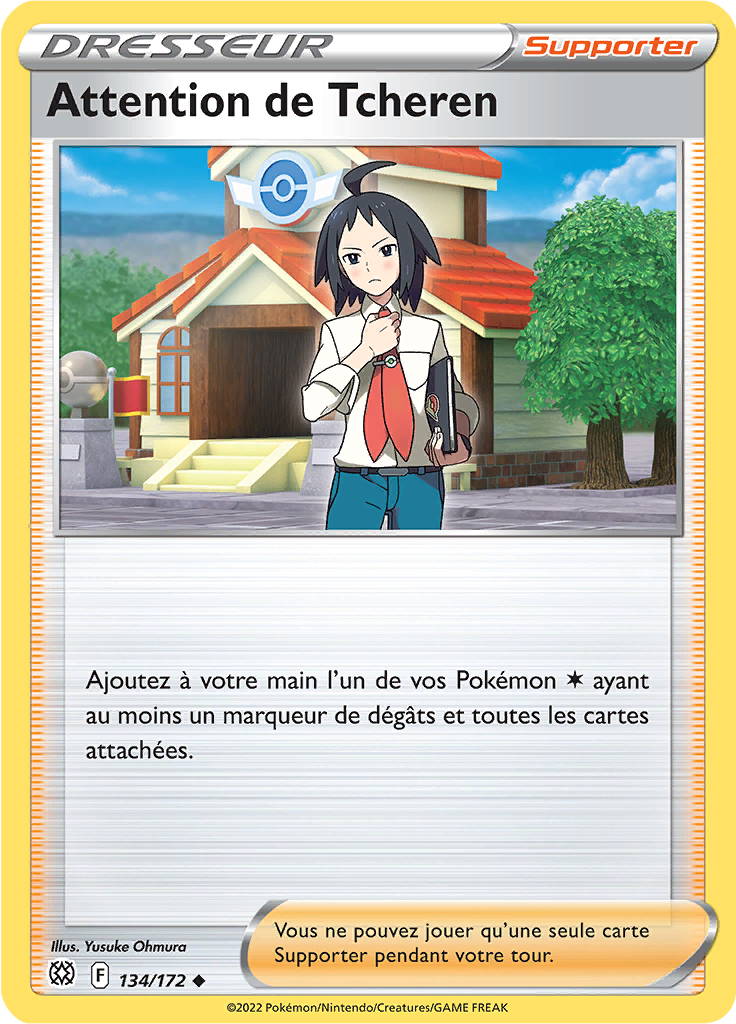 DRESSEUR
Supporter
Attention de Tcheren
Ajoutez à votre main l'un de vos Pokémon ✶ ayant
au moins un marqueur de dégâts et toutes les cartes
attachées.
Vous ne pouvez jouer qu'une seule carte
Supporter pendant votre tour.
Illus. Yusuke Ohmura
F 134/172 ◆
©2022 Pokémon/Nintendo/Creatures/GAME FREAK